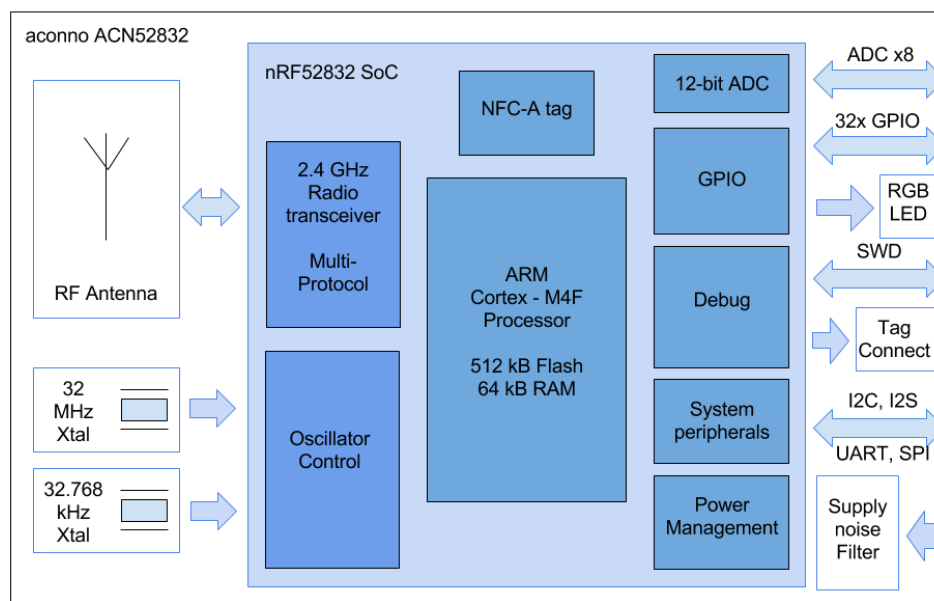 aconno ACN52832
RF Antenna
32
MHz
Xtal
32.768
kHz
Xtal
nRF52832 SoC
2.4 GHz
Radio
transceiver
Multi-
Protocol
Oscillator
Control
NFC-A tag
ARM
Cortex - M4F
Processor
512 kB Flash
64 kB RAM
12-bit ADC
GPIO
Debug
System
peripherals
Power
Management
ADC x8
32x GPIO
RGB
LED
SWD
Tag
Connect
I2C, I2S
UART, SPI
Supply
noise
Filter